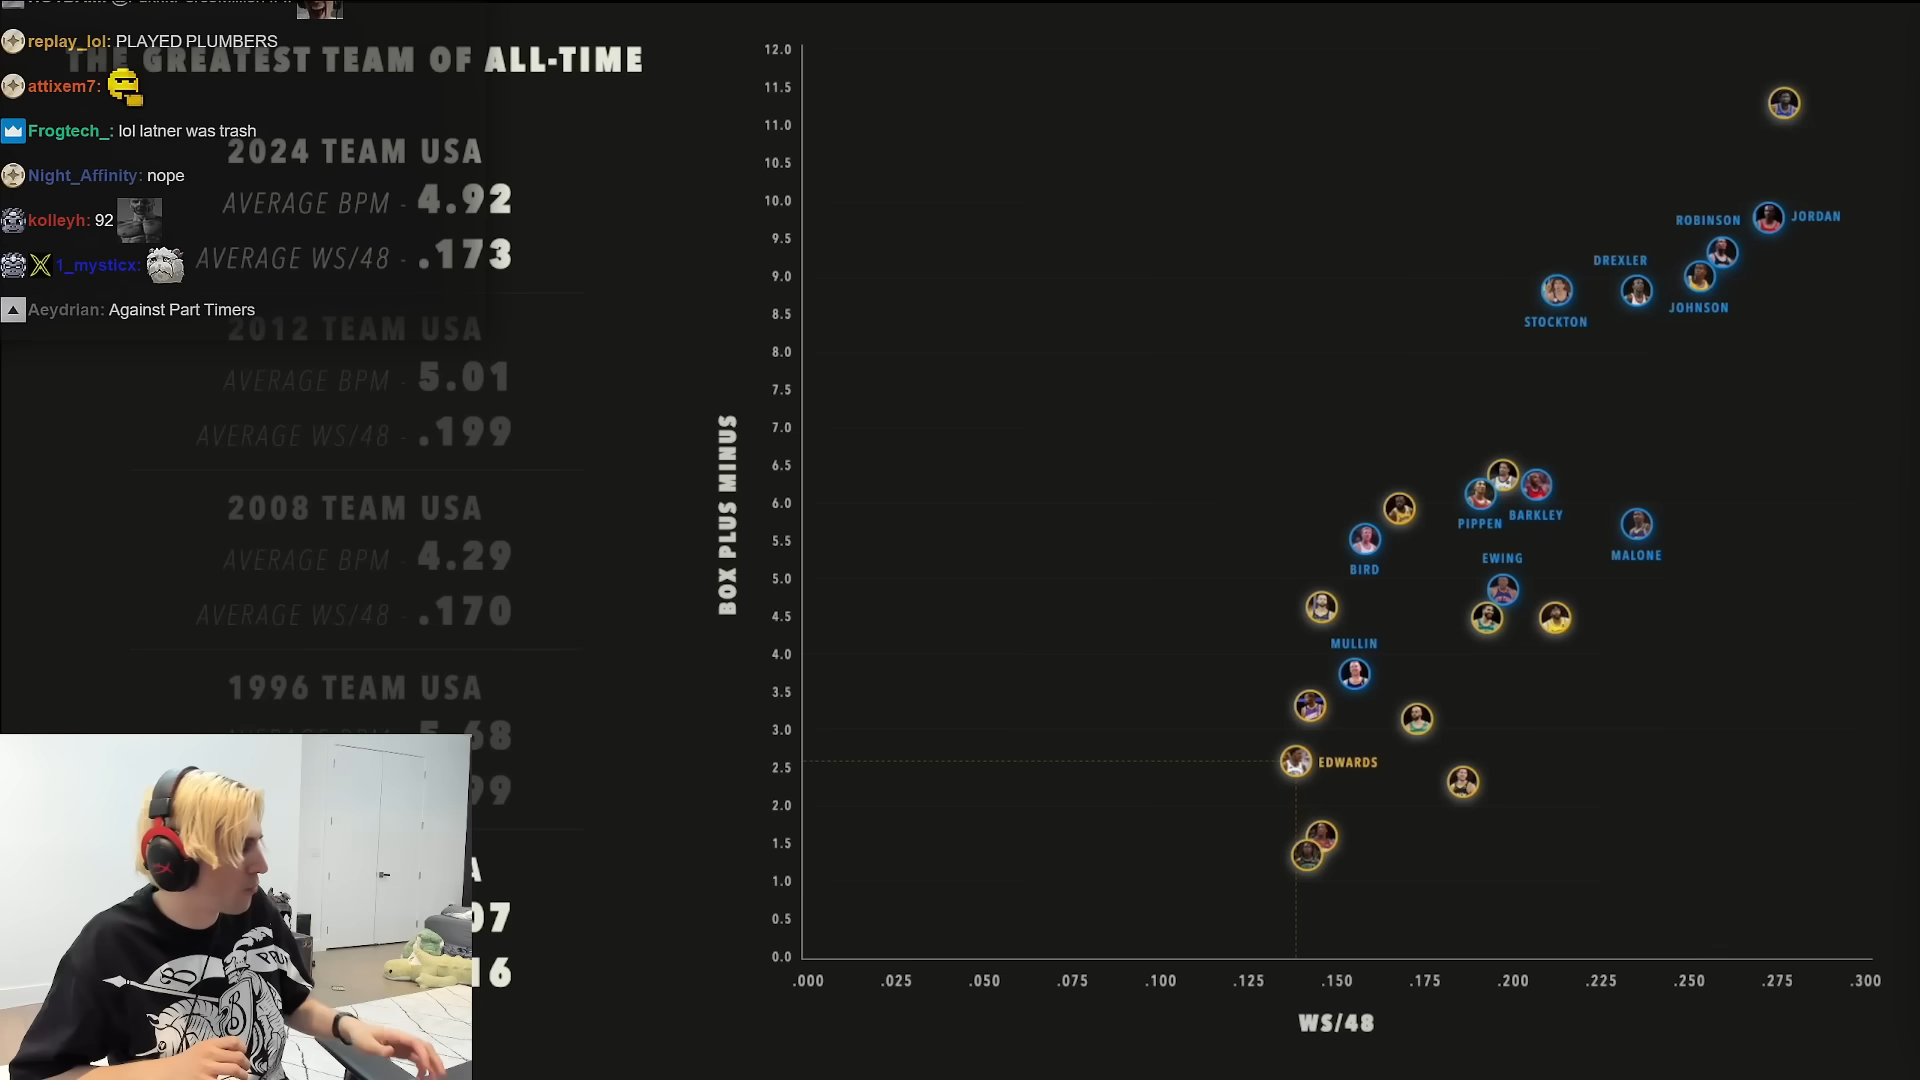 replay_lol: PLAYED PLUMBERS
THE GREATEST TEAM OF ALL-TIME
attixem7:
Frogtech_: lol latner was trash
2024 TEAM USA
Night_Affinity: nope
AVERAGE BPM - 4.92
kolleyh: 92
1_mysticx:
AVERAGE WS/48 - .173
Aeydrian: Against Part Timers
2012 TEAM USA
AVERAGE BPM - 5.01
AVERAGE WS/48 - .199
2008 TEAM USA
AVERAGE BPM - 4.29
AVERAGE WS/48 - .170
1996 TEAM USA
68
99
A
07
16
BOX PLUS MINUS
12.0
11.5
11.0
10.5
10.0
9.5
9.0
8.5
8.0
7.5
7.0
6.5
6.0
5.5
5.0
4.5
4.0
3.5
3.0
2.5
2.0
1.5
1.0
0.5
0.0
ROBINSON
JORDAN
DREXLER
JOHNSON
STOCKTON
PIPPEN
BARKLEY
MALONE
BIRD
EWING
MULLIN
EDWARDS
.000 .025 .050 .075 .100 .125 .150 .175 .200 .225 .250 .275 .300
WS/48